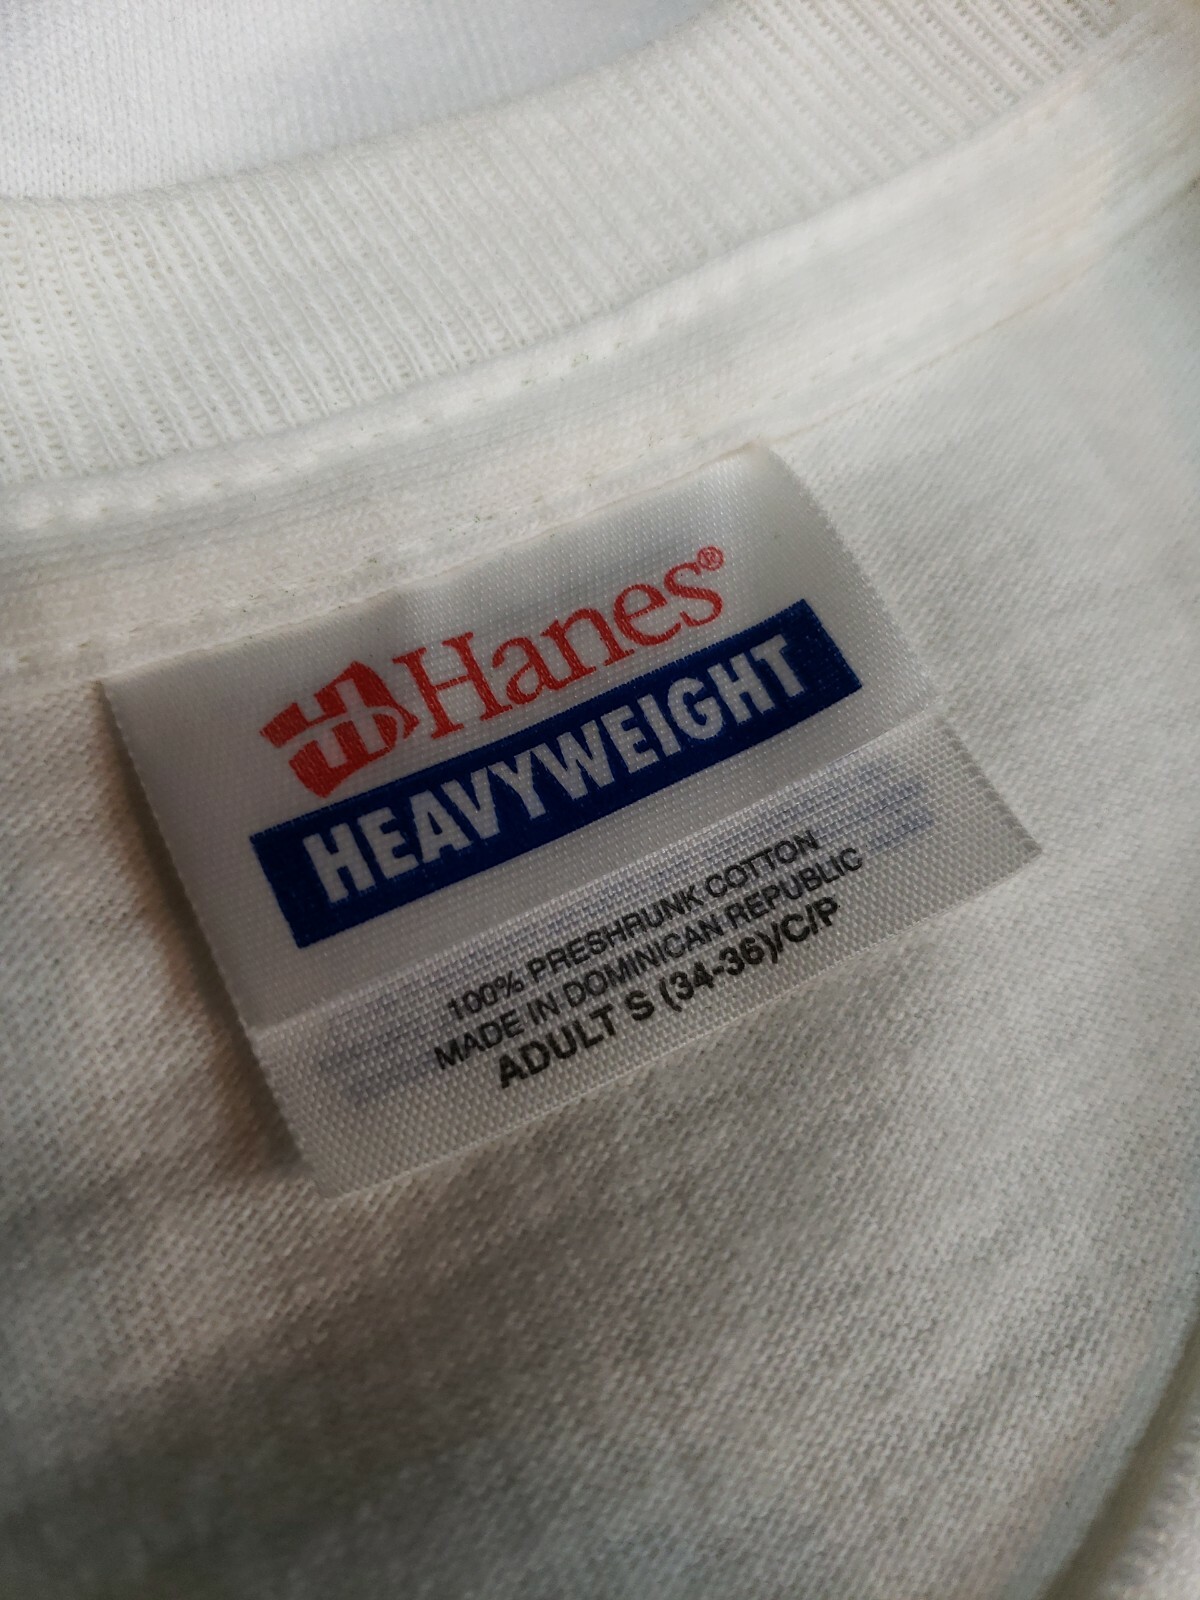 Hanes®
HEAVYWEIGHT
100% PRESHRUNK COTTON
MADE IN DOMINICAN REPUBLIC
ADULT S (34-36)/C/P